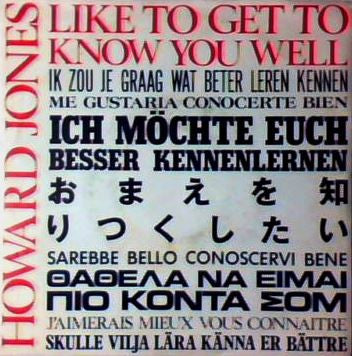 HOWARD JONES
LIKE TO GET TO
KNOW YOU WELL
IK ZOU JE GRAAG WAT BETER LEREN KENNEN
ME GUSTARIA CONOCERTE BIEN
ICH MÖCHTE EUCH
BESSER KENNENLERNEN
おまえを知
りつくしたい
SAREBBE BELLO CONOSCERVI BENE
ΘΑΘΕΛΑ ΝΑ ΕΙΜΑΙ
ΠΙΟ ΚΟΝΤΑ ΣΟΜ
J'AIMERAIS MIEUX VOUS CONNAITRE
SKULLE VILJA LÄRA KÄNNA ER BÄTTRE